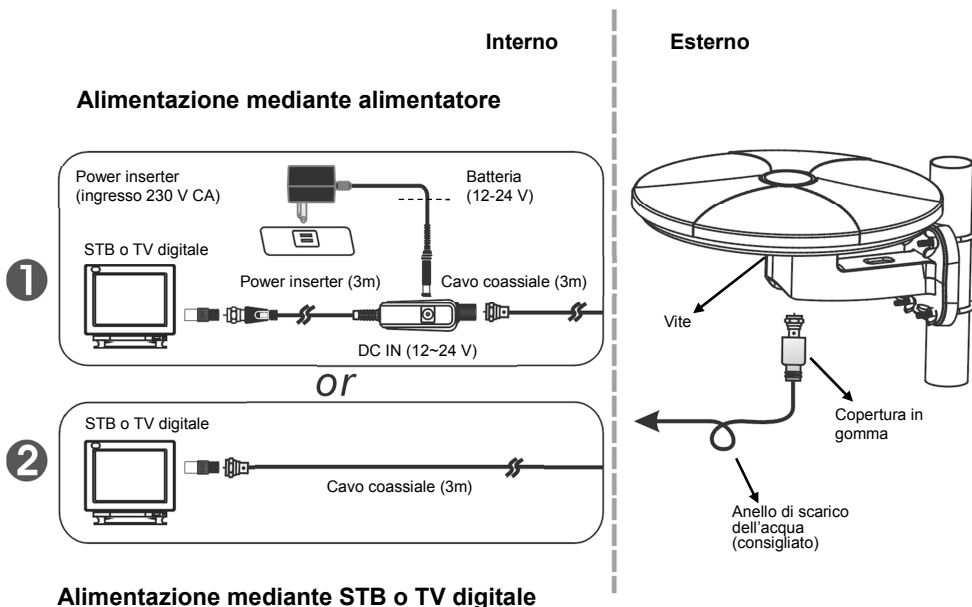 Interno
Esterno
Alimentazione mediante alimentatore
Power inserter
(ingresso 230 V CA)
Batteria
(12-24 V)
STB o TV digitale
1
Power inserter (3m)
Cavo coassiale (3m)
DC IN (12~24 V)
or
2
STB o TV digitale
Cavo coassiale (3m)
Vite
Copertura in
gomma
Anello di scarico
dell'acqua
(consigliato)
Alimentazione mediante STB o TV digitale